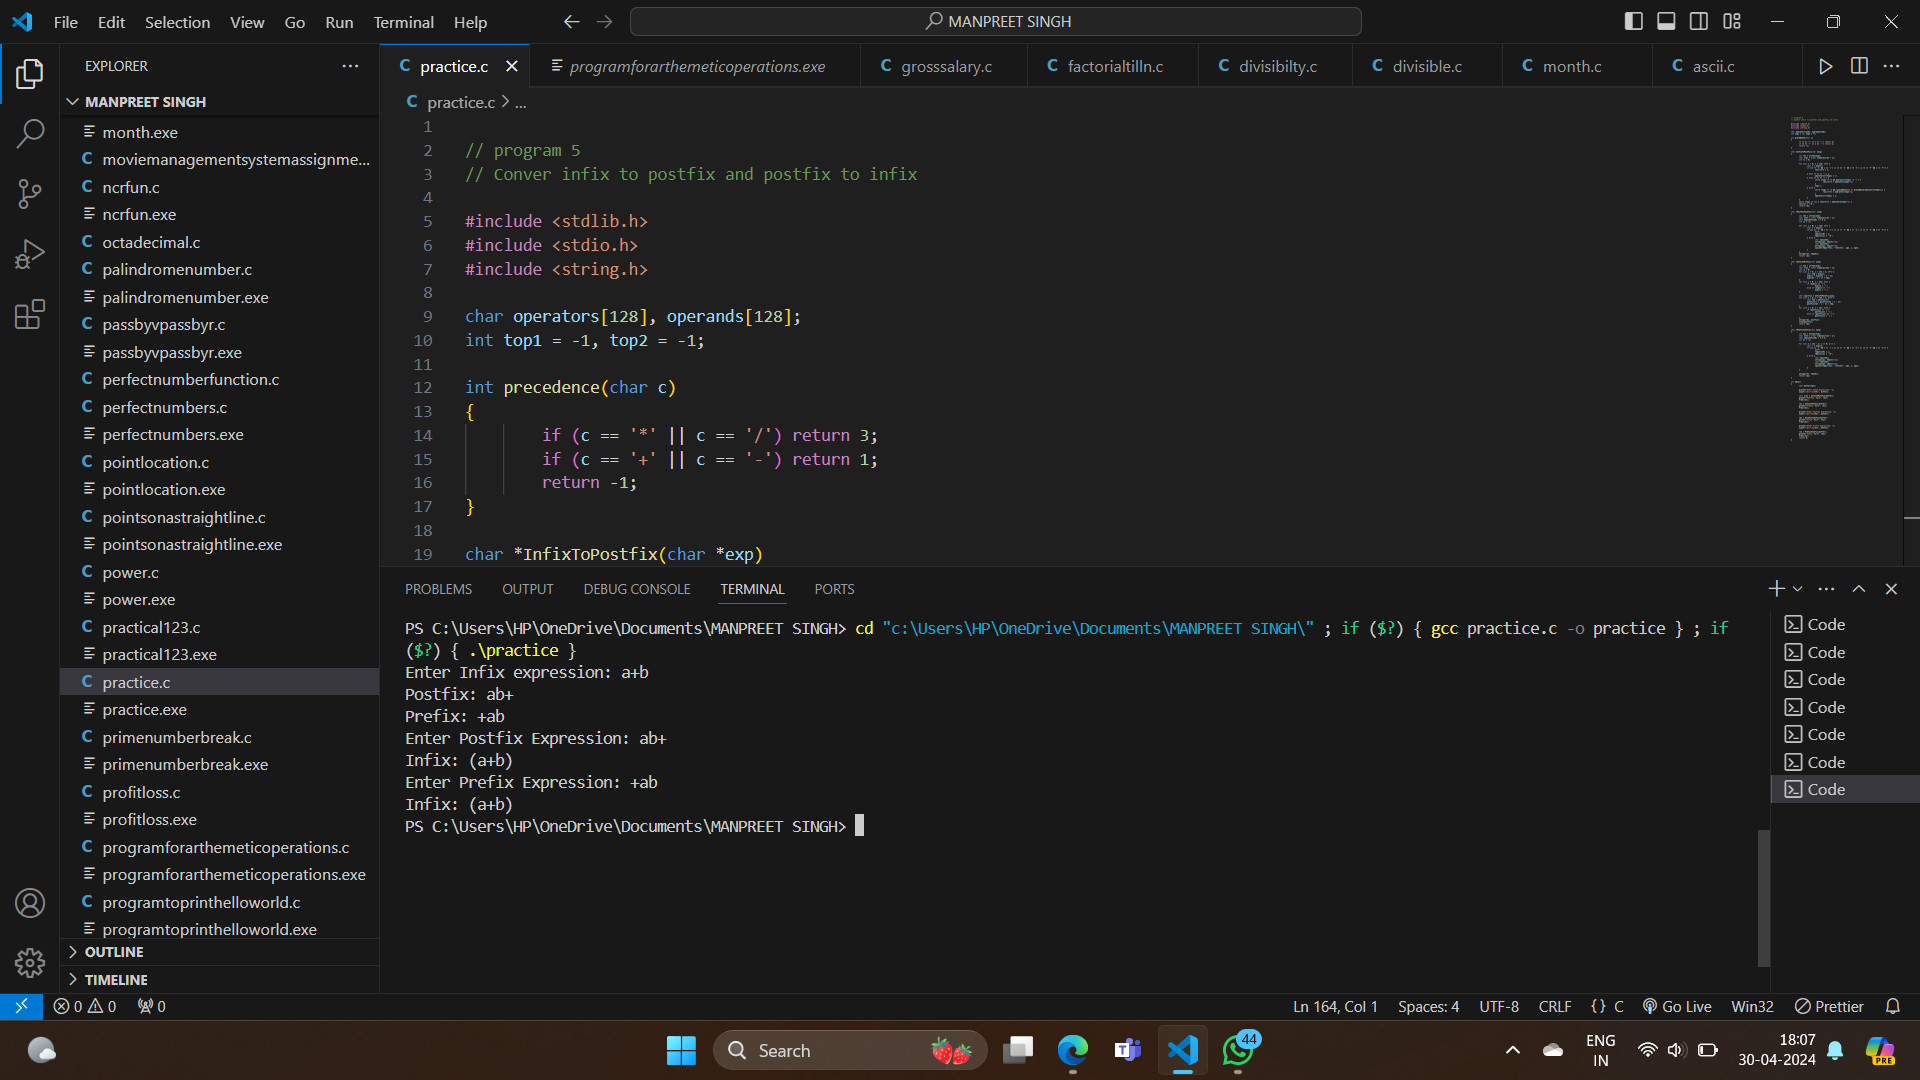 File Edit Selection View Go Run Terminal Help
MANPREET SINGH
EXPLORER
practice.c
programforarthemeticoperations.exe
grosssalary.c
factorialtilln.c
divisibilty.c
divisible.c
month.c
ascii.c
MANPREET SINGH
month.exe
moviemanagementsystemassignme...
ncrfun.c
ncrfun.exe
octadecimal.c
palindromenumber.c
palindromenumber.exe
passbyvpassbyr.c
passbyvpassbyr.exe
perfectnumberfunction.c
perfectnumbers.c
perfectnumbers.exe
pointlocation.c
pointlocation.exe
pointsonastraightline.c
pointsonastraightline.exe
power.c
power.exe
practical123.c
practical123.exe
practice.c
practice.exe
primenumberbreak.c
primenumberbreak.exe
profitloss.c
profitloss.exe
programforarthemeticoperations.c
programforarthemeticoperations.exe
programtoprinthelloworld.c
programtoprinthelloworld.exe
OUTLINE
TIMELINE
practice.c > ...
1
2 // program 5
3 // Conver infix to postfix and postfix to infix
4
5 #include <stdlib.h>
6 #include <stdio.h>
7 #include <string.h>
8
9 char operators[128], operands[128];
10 int top1 = -1, top2 = -1;
11
12 int precedence(char c)
13 {
14 if (c == '*' || c == '/') return 3;
15 if (c == '+' || c == '-') return 1;
16 return -1;
17 }
18
19 char *InfixToPostfix(char *exp)
PROBLEMS OUTPUT DEBUG CONSOLE TERMINAL PORTS
PS C:\Users\HP\OneDrive\Documents\MANPREET SINGH> cd "c:\Users\HP\OneDrive\Documents\MANPREET SINGH\" ; if ($?) { gcc practice.c -o practice } ; if
($?) { .\practice }
Enter Infix expression: a+b
Postfix: ab+
Prefix: +ab
Enter Postfix Expression: ab+
Infix: (a+b)
Enter Prefix Expression: +ab
Infix: (a+b)
PS C:\Users\HP\OneDrive\Documents\MANPREET SINGH>
Code
Code
Code
Code
Code
Code
Code
0 0 0
Ln 164, Col 1 Spaces: 4 UTF-8 CRLF {} C Go Live Win32 Prettier
Search
44
ENG
IN
18:07
30-04-2024
PRE